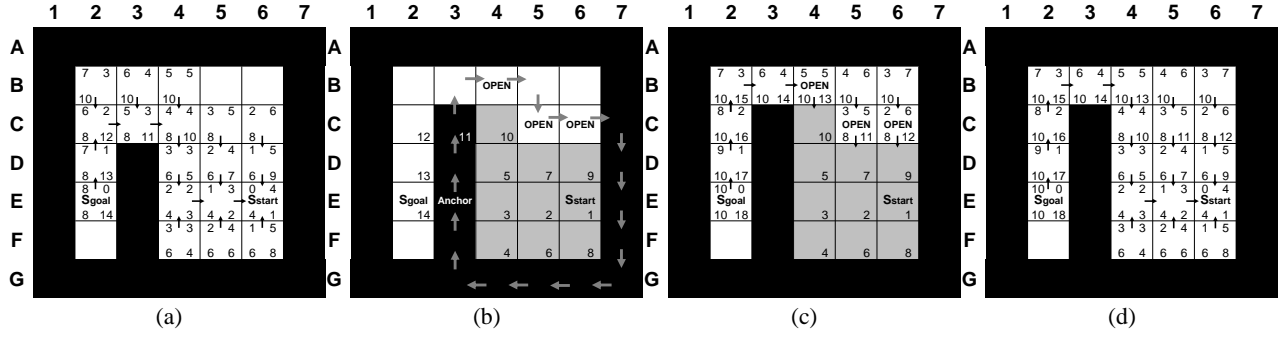 1 2 3 4 5 6 7
A
B
7 3 6 4 5 5
10 10 10
C
6 2 5 3 4 4 3 5 2 6
8 12 8 11 8 10 8 8
D
7 1 3 3 2 4 1 5
8 13 6 5 6 7 6 9
E
8 0 2 2 1 3 0 4
Sgoal Sstart
8 14 4 3 4 2 4 1
F
3 3 2 4 1 5
6 4 6 6 6 8
G
(a)
1 2 3 4 5 6 7
A
B
OPEN
C
OPEN OPEN
12 11 10
D
13 5 7 9
E
Sgoal Anchor Sstart
14 3 2 1
F
4 6 8
G
(b)
1 2 3 4 5 6 7
A
B
7 3 6 4 5 5 4 6 3 7
OPEN
10 15 10 14 10 13 10 10
C
8 2 3 5 2 6
OPEN OPEN
10 16 10 8 11 8 12
D
9 1
10 17 5 7 9
E
10 0
Sgoal Sstart
10 18 3 2 1
F
4 6 8
G
(c)
1 2 3 4 5 6 7
A
B
7 3 6 4 5 5 4 6 3 7
10 15 10 14 10 10 10
C
8 2 4 4 3 5 2 6
10 16 8 10 8 11 8 12
D
9 1 3 3 2 4 1 5
10 17 6 5 6 7 6 9
E
10 0 2 2 1 3 0 4
Sgoal Sstart
10 18 4 3 4 2 4 1
F
3 3 2 4 1 5
6 4 6 6 6 8
G
(d)